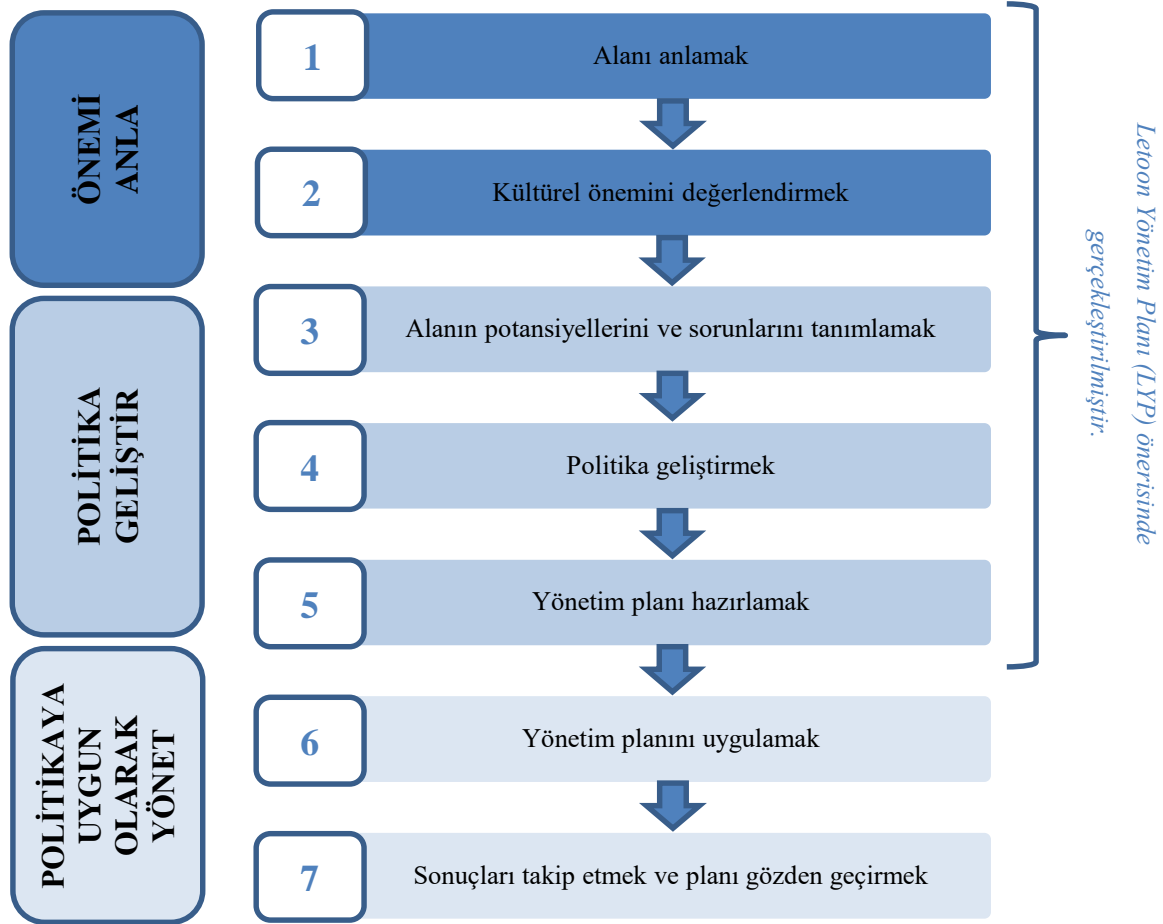 ÖNEMİ
ANLA
1
Alanı anlamak
2
Kültürel önemini değerlendirmek
POLİTİKA
GELİŞTİR
3
Alanın potansiyellerini ve sorunlarını tanımlamak
4
Politika geliştirmek
5
Yönetim planı hazırlamak
POLİTİKAYA
UYGUN
OLARAK
YÖNET
6
Yönetim planını uygulamak
7
Sonuçları takip etmek ve planı gözden geçirmek
Letoon Yönetim Planı (LYP) önerisinde
gerçekleştirilmiştir.